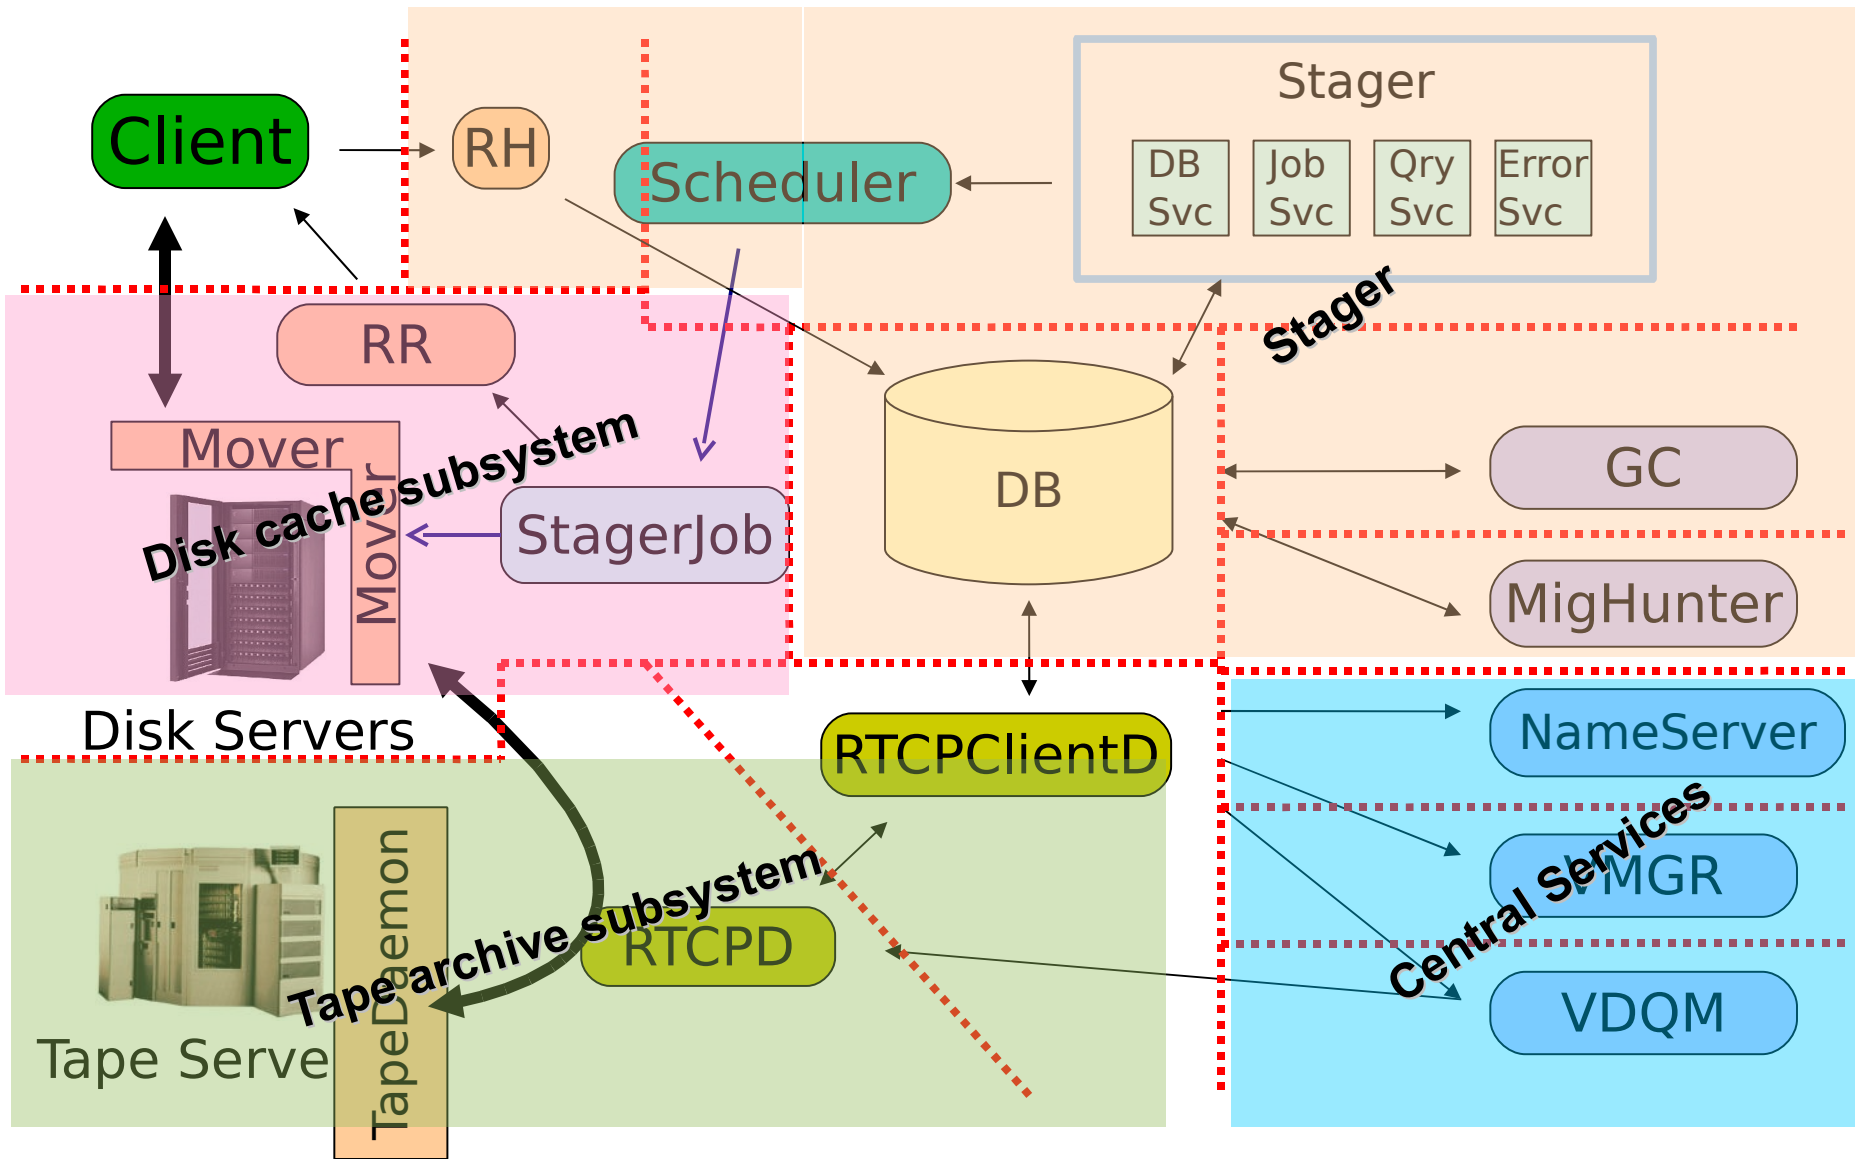 Stager
Client
RH
Scheduler
DB
Svc
Job
Svc
Qry
Svc
Error
Svc
Stager
RR
Mover
Mover
Disk cache subsystem
StagerJob
DB
GC
MigHunter
Disk Servers
RTCPClientD
NameServer
VMGR
Central Services
VDQM
Tape archive subsystem
RTCPD
TapeDaemon
Tape Serve